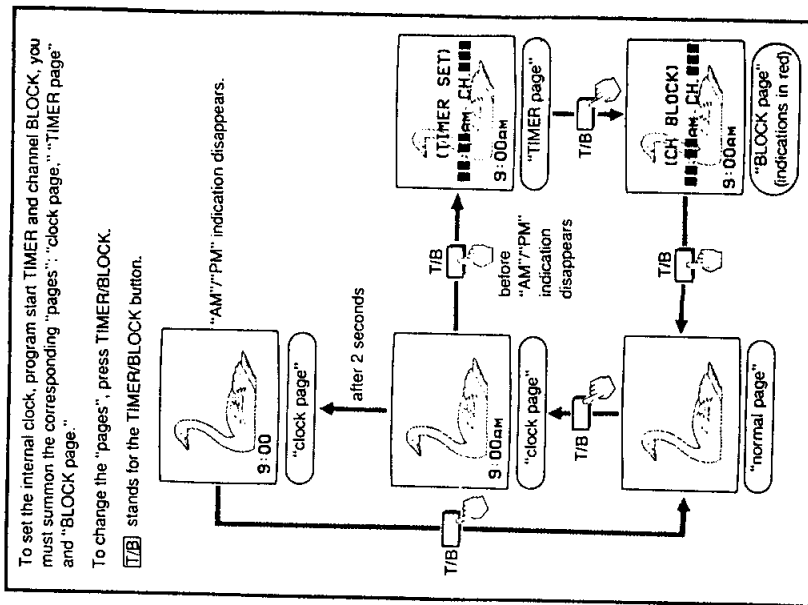 To set the internal clock, program start TIMER and channel BLOCK, you
must summon the corresponding "pages": "clock page," "TIMER page"
and "BLOCK page."
To change the "pages", press TIMER/BLOCK.
T/B stands for the TIMER/BLOCK button.
9:00
"AM"/"PM" indication disappears.
"clock page"
after 2 seconds
T/B
9:00AM
"clock page"
T/B
before
"AM"/"PM"
indication
disappears
(TIMER SET)
AM CH
9:00AM
"TIMER page"
T/B
T/B
"normal page"
T/B
(CH BLOCK)
AM CH
9:00AM
"BLOCK page"
(indications in red)